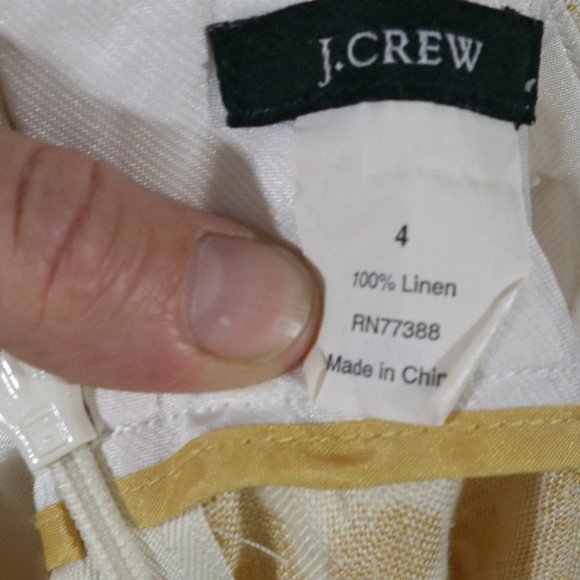 J.CREW
4
100% Linen
RN77388
Made in Chin